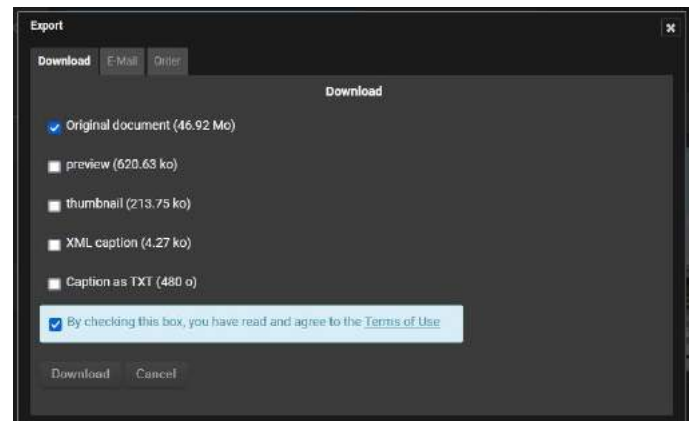 Export
Download E-Mail Order
Download
Original document (46.92 Mo)
preview (620.63 ko)
thumbnail (213.75 ko)
XML caption (4.27 ko)
Caption as TXT (480 o)
By checking this box, you have read and agree to the Terms of Use
Download Cancel